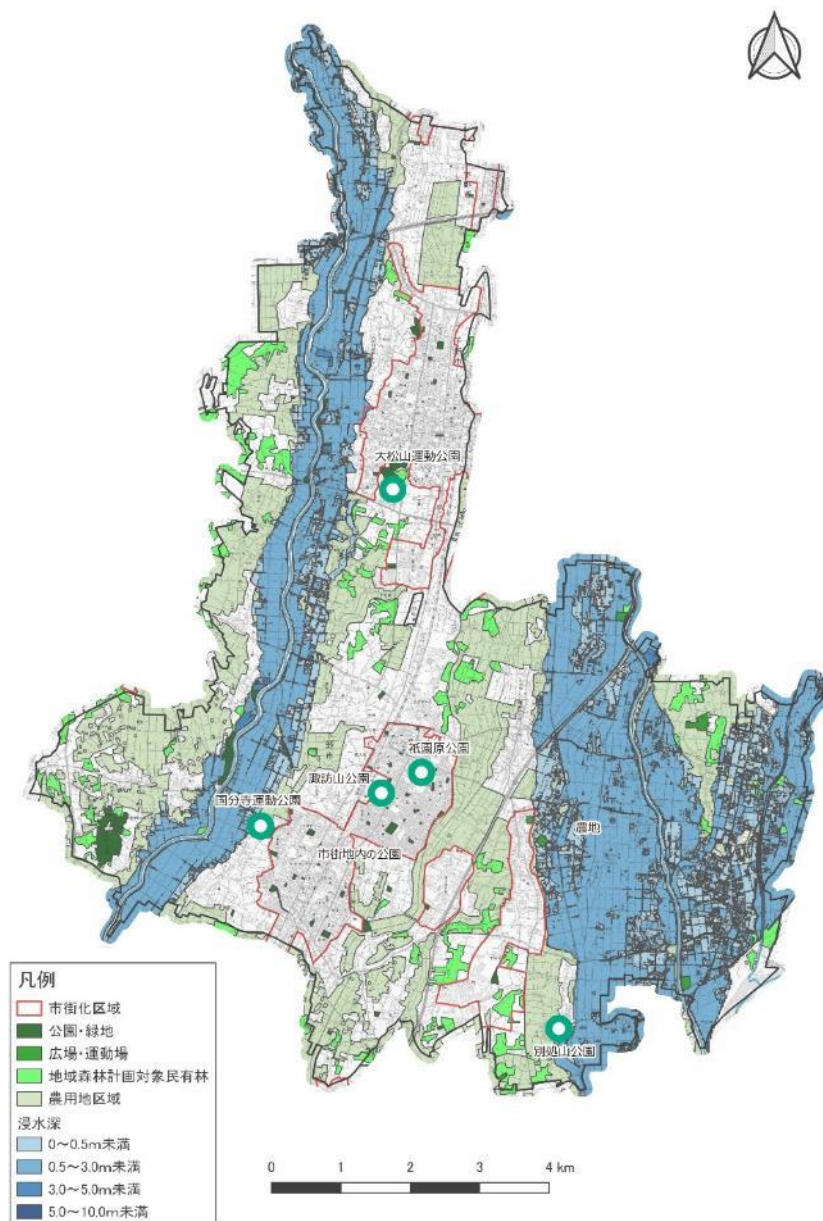 大松山運動公園
祇園原公園
諏訪山公園
国分寺運動公園
市街地内の公園
農地
別処山公園
凡例
市街化区域
公園・緑地
広場・運動場
地域森林計画対象民有林
農用地区域
浸水深
0～0.5m未満
0.5～3.0m未満
3.0～5.0m未満
5.0～10.0m未満
0 1 2 3 4 km